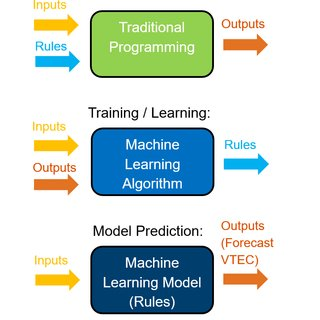 Inputs
Rules
Traditional
Programming
Outputs
Training / Learning:
Inputs
Outputs
Machine
Learning
Algorithm
Rules
Model Prediction:
Inputs
Machine
Learning Model
(Rules)
Outputs
(Forecast
VTEC)